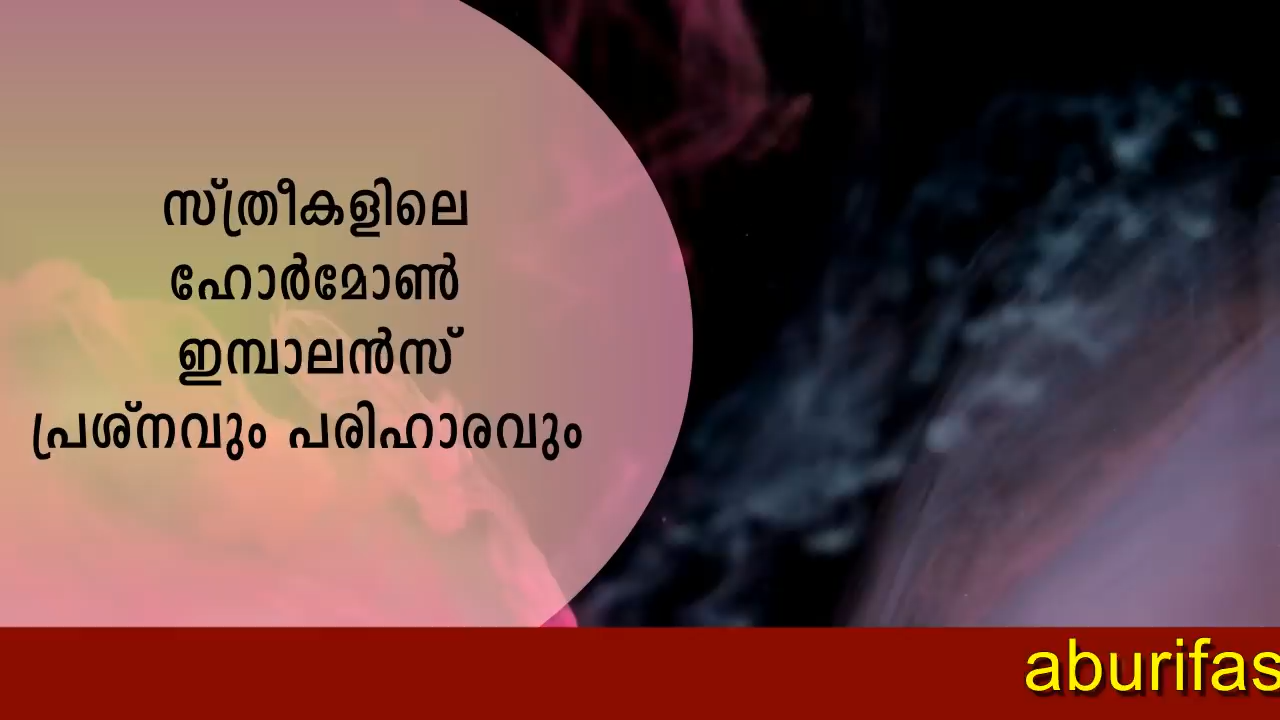 സ്ത്രീകളിലെ
ഹോർമോൺ
ഇമ്പാലൻസ്
പ്രശ്നവും പരിഹാരവും
aburifas